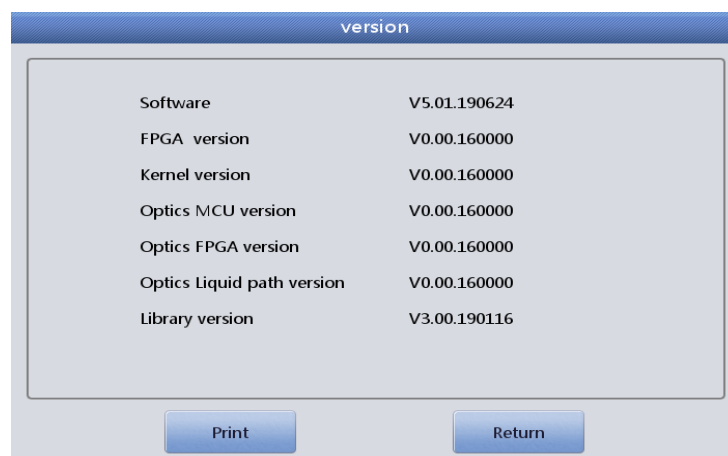 version
Software V5.01.190624
FPGA version V0.00.160000
Kernel version V0.00.160000
Optics MCU version V0.00.160000
Optics FPGA version V0.00.160000
Optics Liquid path version V0.00.160000
Library version V3.00.190116
Print Return